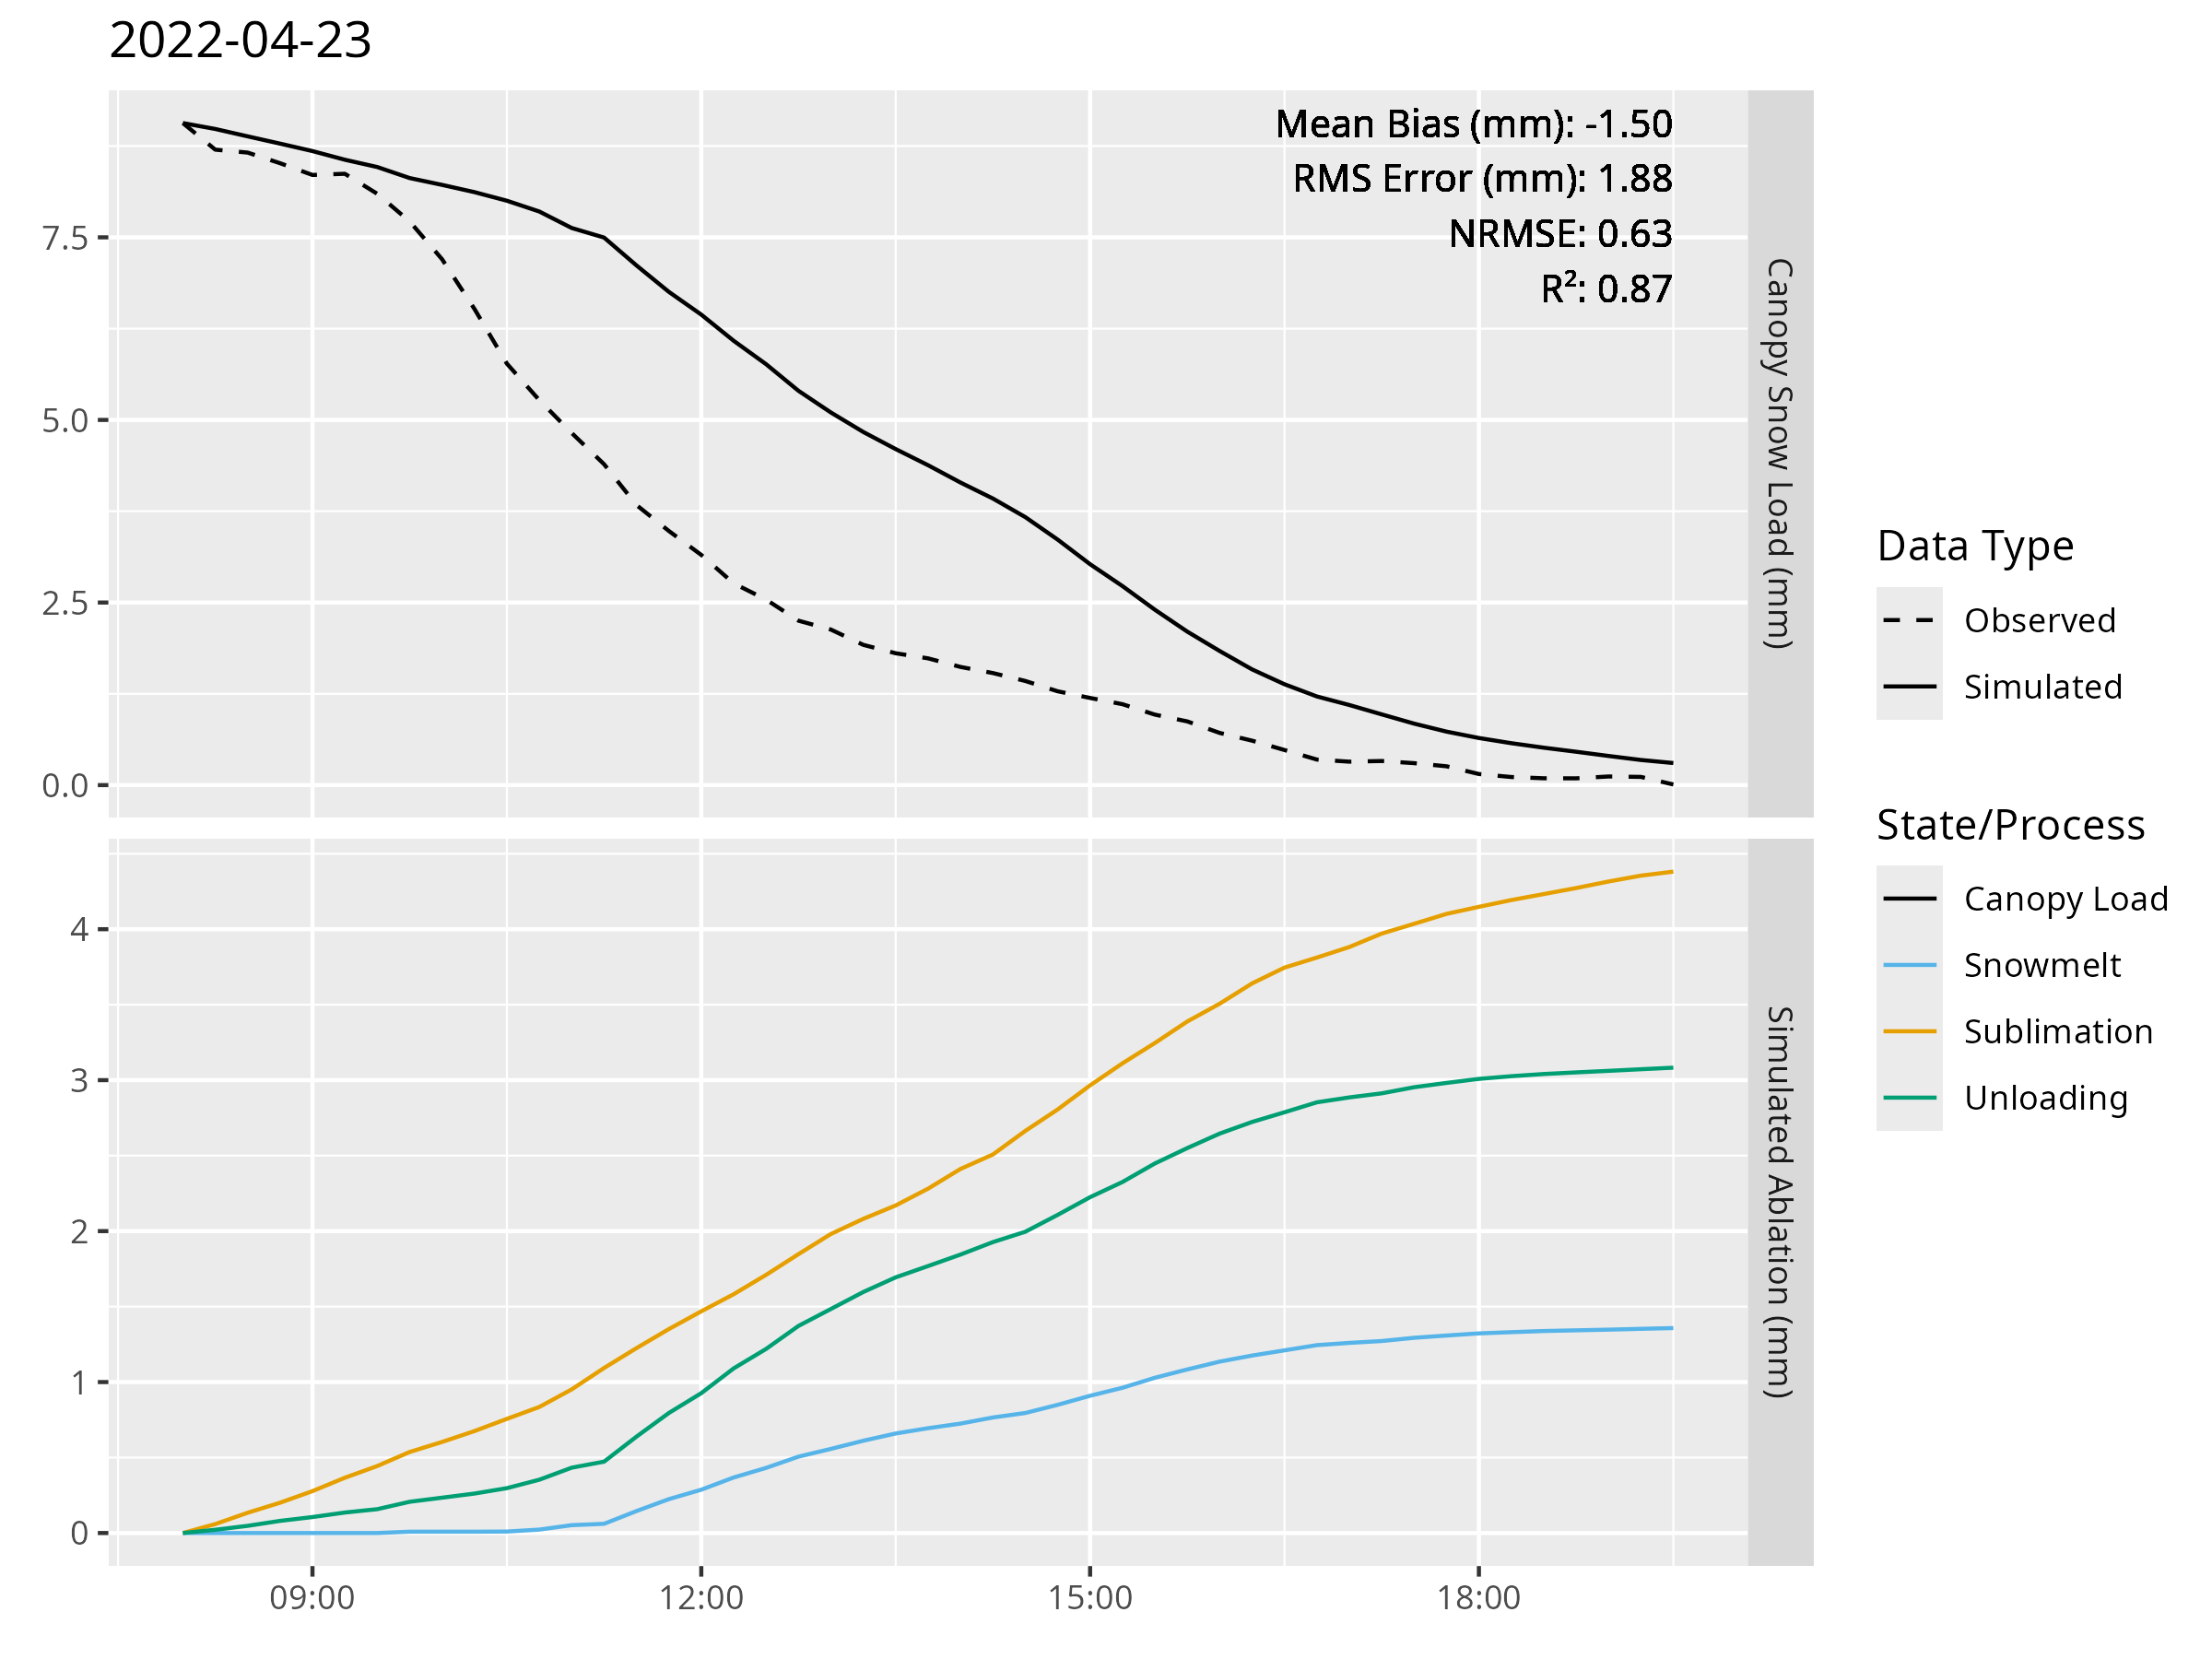 2022-04-23
Mean Bias (mm): -1.50
RMS Error (mm): 1.88
NRMSE: 0.63
R²: 0.87
7.5
5.0
2.5
0.0
Canopy Snow Load (mm)
4
3
2
1
0
Simulated Ablation (mm)
09:00
12:00
15:00
18:00
Data Type
Observed
Simulated
State/Process
Canopy Load
Snowmelt
Sublimation
Unloading